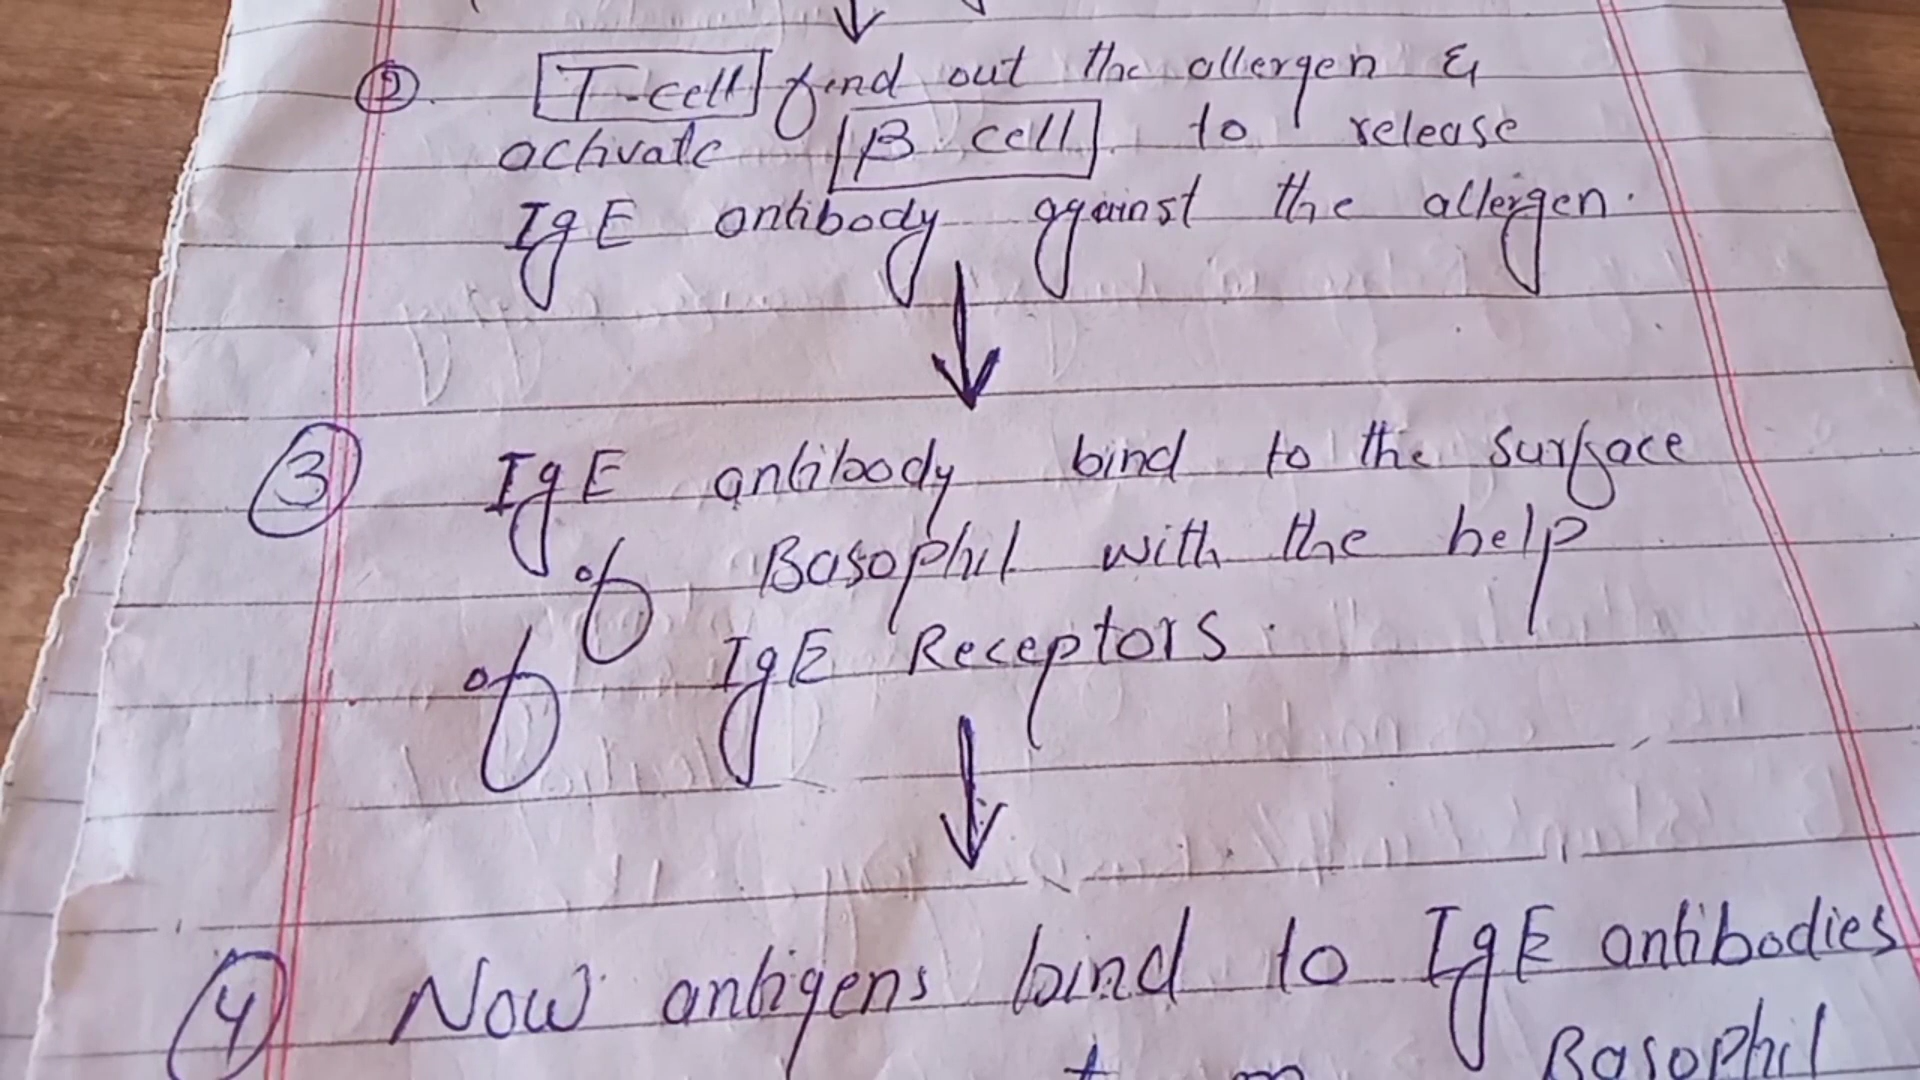 ② T-cell find out the allergen &
activate β cell to release
IgE antibody against the allergen.
③ IgE antibody bind to the surface
of Basophil with the help
of IgE Receptors.
④ Now antigens bind to IgE antibodies
Basophil